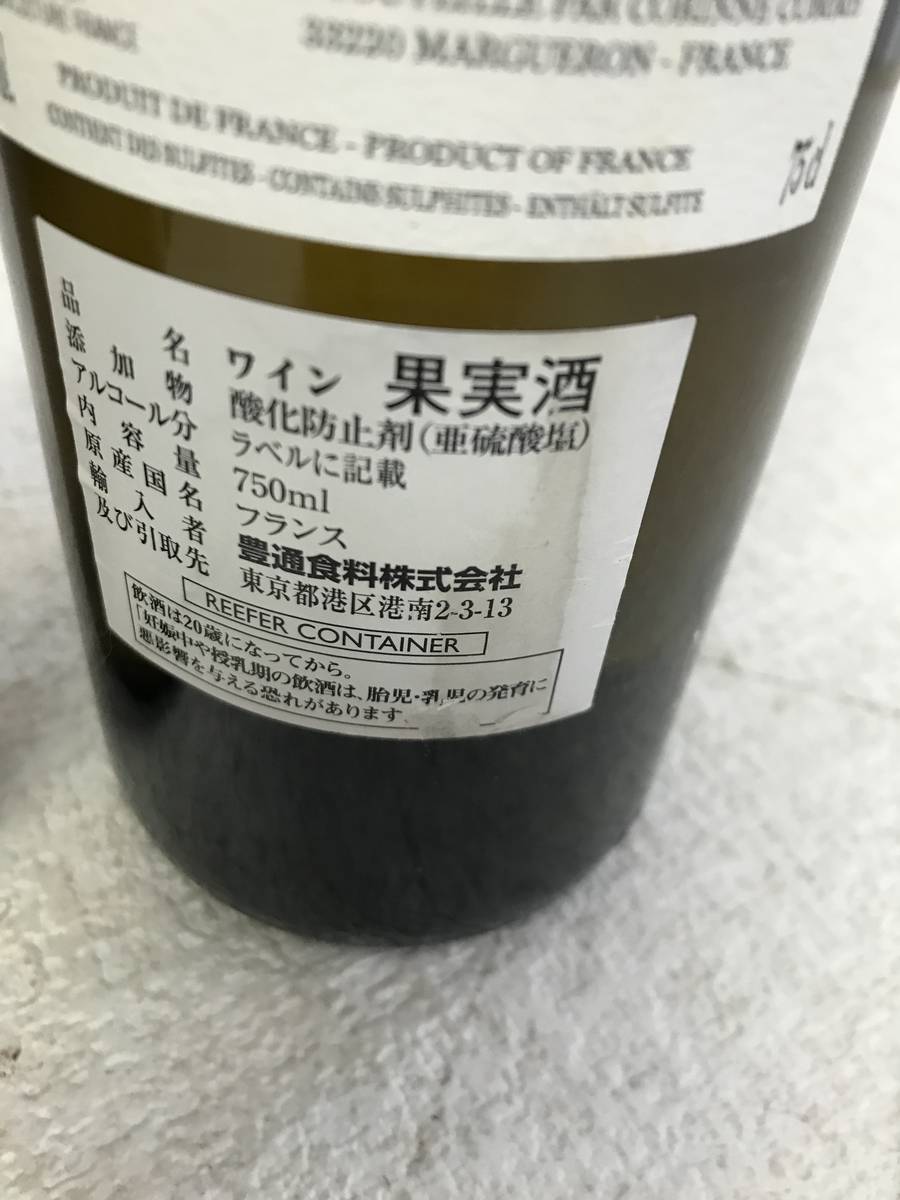 PAR CORINNE
33220 MARGUERON - FRANCE
DE FRANCE
PRODUIT DE FRANCE - PRODUCT OF FRANCE
CONTIENT DES SULFITES - CONTAINS SULPHITES - ENTHÄLT SULFITE
75cl
品名 ワイン 果実酒
添加物 酸化防止剤(亜硫酸塩)
アルコール分 ラベルに記載
内容量 750ml
原産国名 フランス
輸入者 豊通食料株式会社
及び引取先 東京都港区港南2-3-13
REEFER CONTAINER
飲酒は20歳になってから。
「妊娠中や授乳期の飲酒は、胎児・乳児の発育に
悪影響を与える恐れがあります